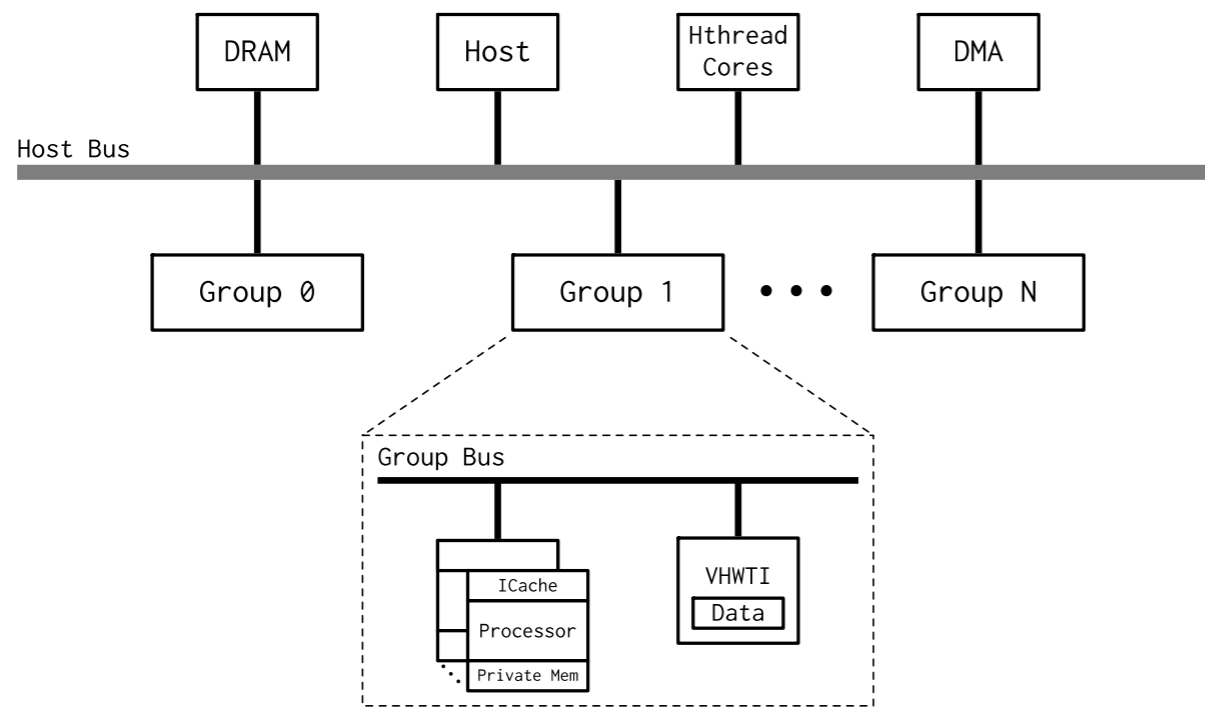 DRAM
Host
Hthread
Cores
DMA
Host Bus
Group 0
Group 1
Group N
Group Bus
ICache
Processor
Private Mem
VHWTI
Data